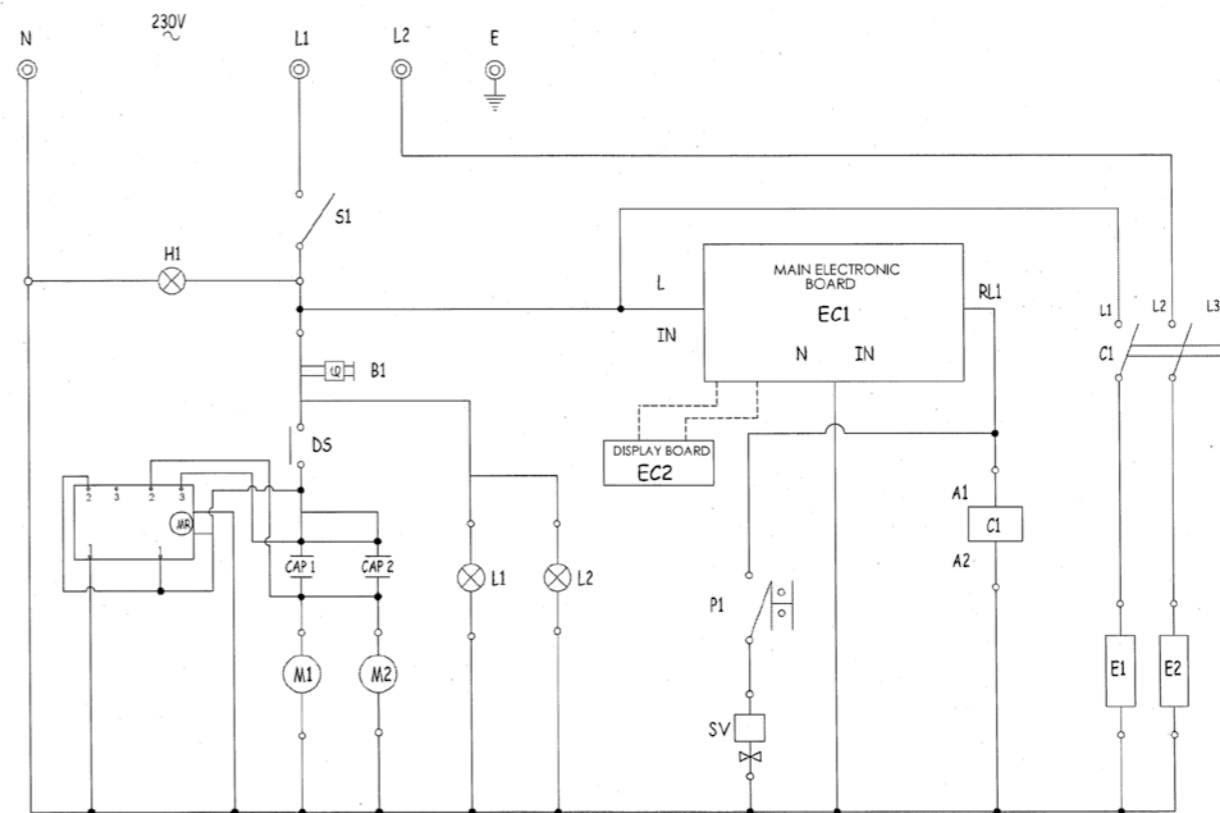 230V
~
N
L1
L2
E
S1
H1
L
IN
MAIN ELECTRONIC
BOARD
EC1
N
IN
RL1
L1
L2
L3
C1
B1
DISPLAY BOARD
EC2
DS
2
3
2
3
MR
1
1
CAP 1
CAP 2
L1
L2
A1
C1
A2
P1
M1
M2
SV
E1
E2